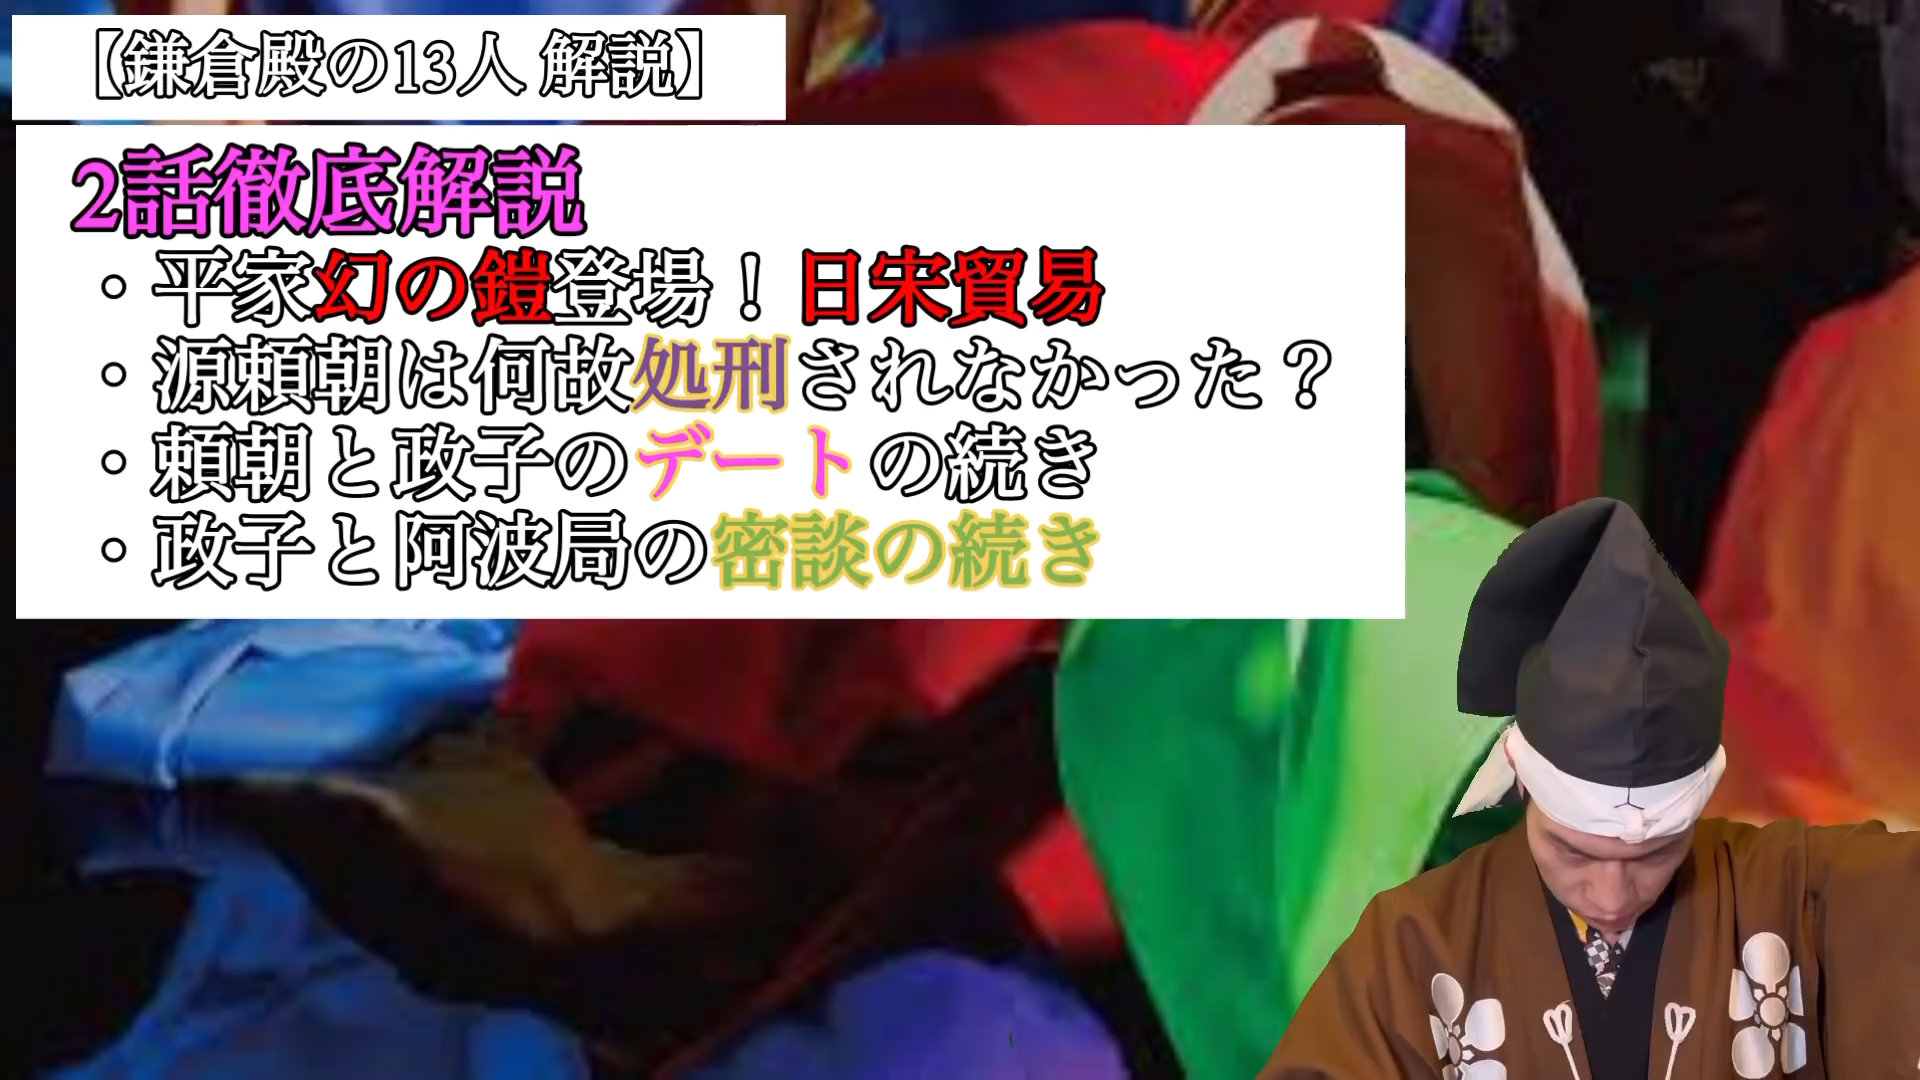 【鎌倉殿の13人 解説】
2話徹底解説
・平家幻の鎧登場！日宋貿易
・源頼朝は何故処刑されなかった？
・頼朝と政子のデートの続き
・政子と阿波局の密談の続き